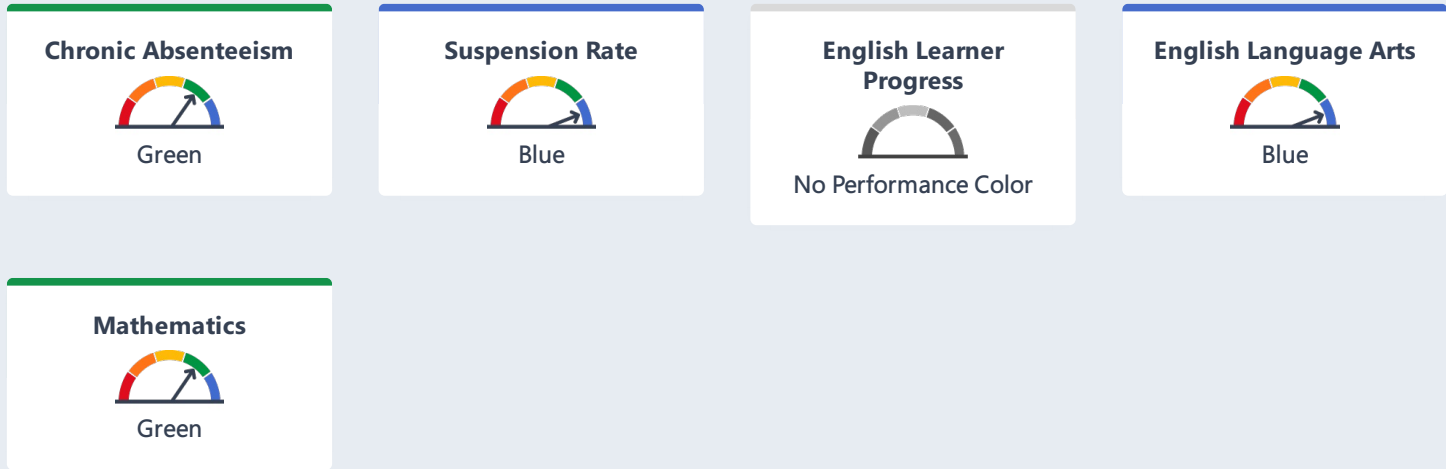 Chronic Absenteeism
Green
Suspension Rate
Blue
English Learner
Progress
No Performance Color
English Language Arts
Blue
Mathematics
Green